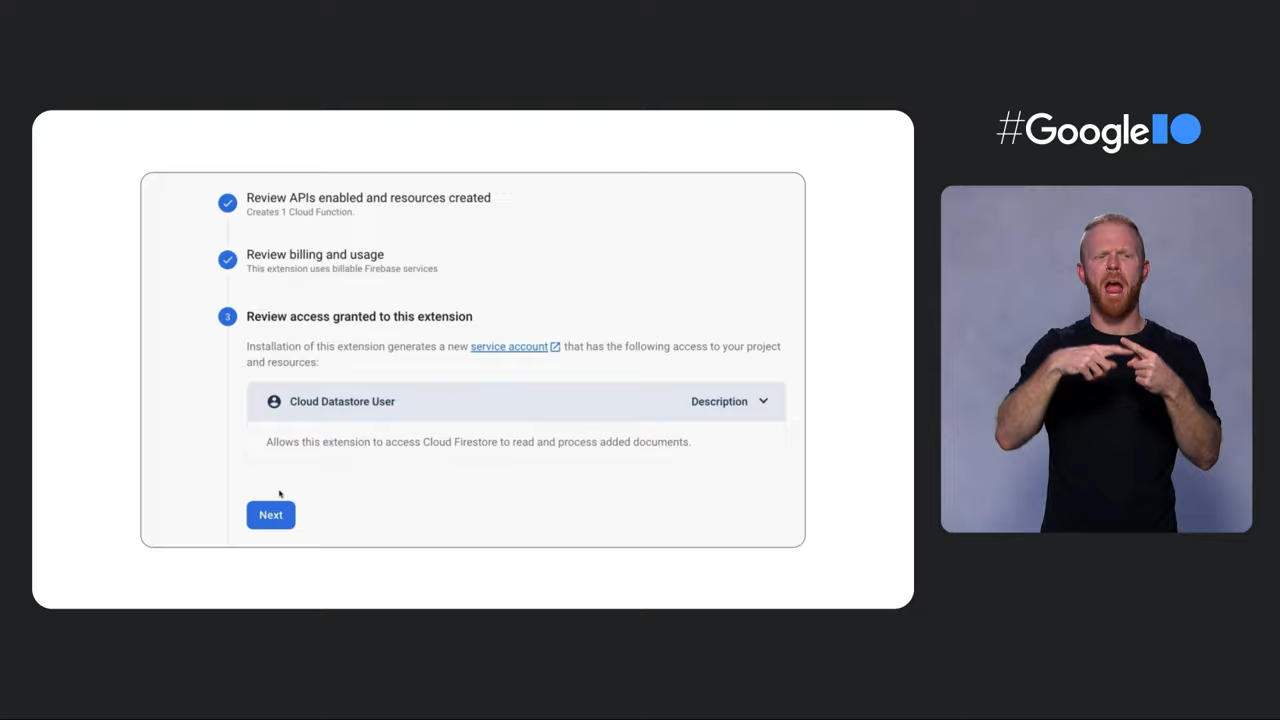 #GoogleIO
Review APIs enabled and resources created
Creates 1 Cloud Function.
Review billing and usage
This extension uses billable Firebase services
3 Review access granted to this extension
Installation of this extension generates a new service account that has the following access to your project
and resources:
Cloud Datastore User Description
Allows this extension to access Cloud Firestore to read and process added documents.
Next